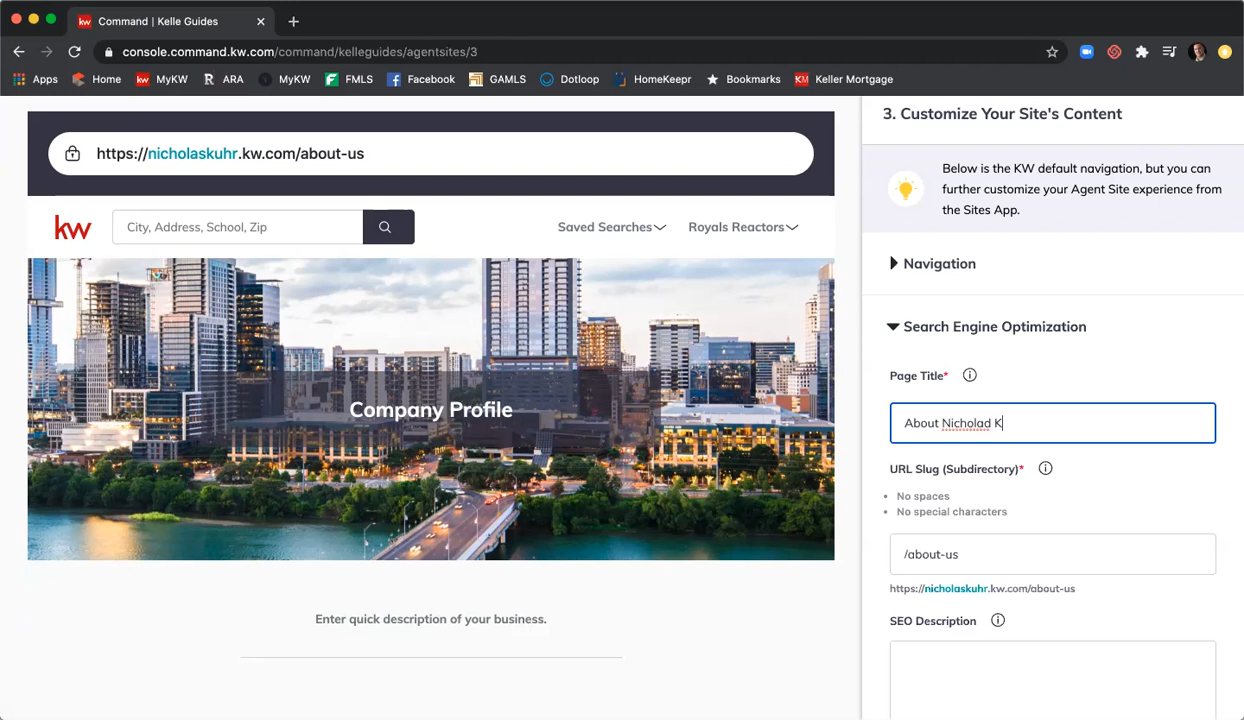 Command | Kelle Guides
console.command.kw.com/command/kelleguides/agentsites/3
Apps Home kw MyKW R ARA MyKW FMLS Facebook GAMLS Dotloop HomeKeepr Bookmarks KM Keller Mortgage
https://nicholaskuhr.kw.com/about-us
kw City, Address, School, Zip Saved Searches Royals Reactors
Company Profile
Enter quick description of your business.
3. Customize Your Site's Content
Below is the KW default navigation, but you can
further customize your Agent Site experience from
the Sites App.
Navigation
Search Engine Optimization
Page Title*
About Nicholad K
URL Slug (Subdirectory)*
• No spaces
• No special characters
/about-us
https://nicholaskuhr.kw.com/about-us
SEO Description